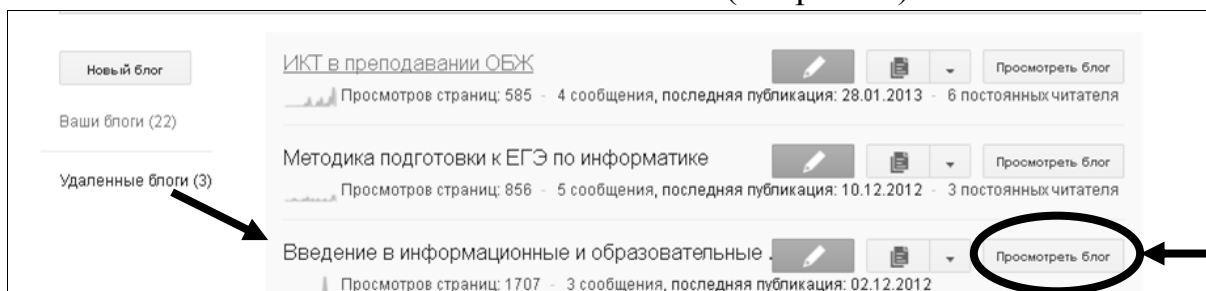 Новый блог
Ваши блоги (22)
Удаленные блоги (3)
ИКТ в преподавании ОБЖ
Просмотреть блог
Просмотров страниц: 585 - 4 сообщения, последняя публикация: 28.01.2013 - 6 постоянных читателя
Методика подготовки к ЕГЭ по информатике
Просмотреть блог
Просмотров страниц: 856 - 5 сообщения, последняя публикация: 10.12.2012 - 3 постоянных читателя
Введение в информационные и образовательные .
Просмотреть блог
Просмотров страниц: 1707 - 3 сообщения, последняя публикация: 02.12.2012